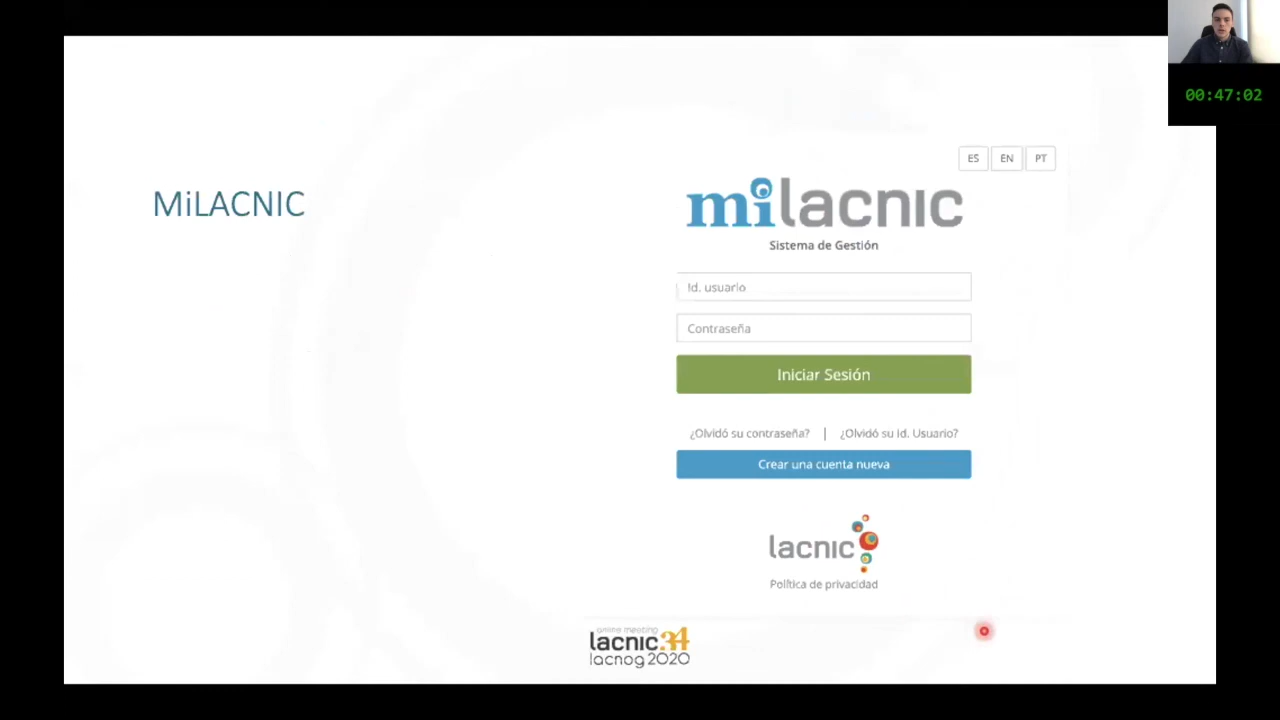 00:47:02
ES EN PT
MiLACNIC
milacnic
Sistema de Gestión
Id. usuario
Contraseña
Iniciar Sesión
¿Olvidó su contraseña? | ¿Olvidó su Id. Usuario?
Crear una cuenta nueva
lacnic
Política de privacidad
online meeting
lacnic34
lacnog2020